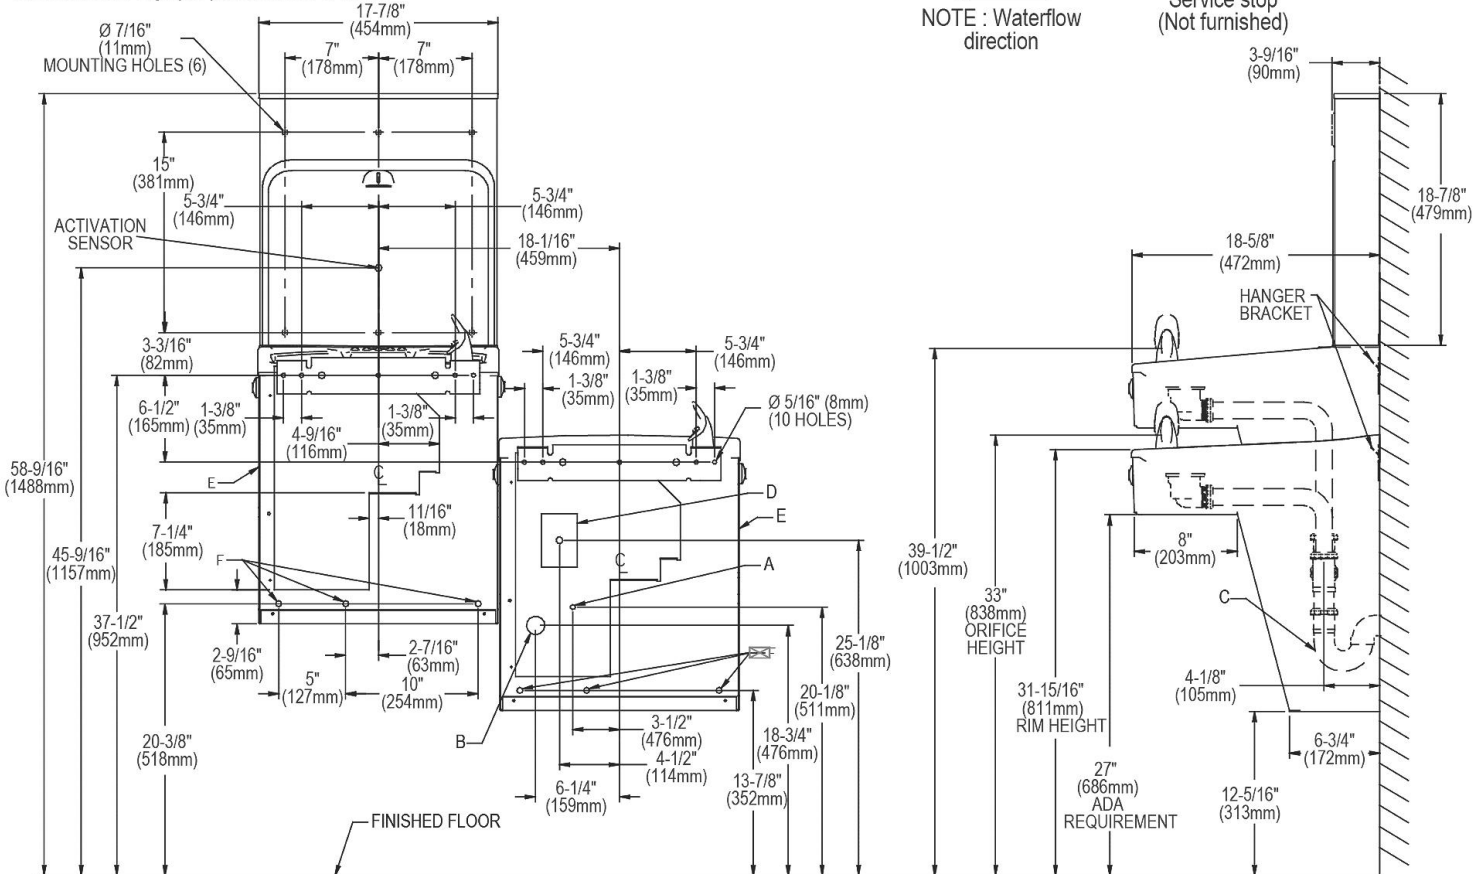 NOTE : Waterflow
direction
Service stop
(Not furnished)
17-7/8"
(454mm)
Ø 7/16"
(11mm)
MOUNTING HOLES (6)
7"
(178mm)
7"
(178mm)
3-9/16"
(90mm)
15"
(381mm)
5-3/4"
(146mm)
5-3/4"
(146mm)
18-7/8"
(479mm)
ACTIVATION
SENSOR
18-1/16"
(459mm)
18-5/8"
(472mm)
HANGER
BRACKET
3-3/16"
(82mm)
5-3/4"
(146mm)
5-3/4"
(146mm)
6-1/2"
(165mm)
1-3/8"
(35mm)
1-3/8"
(35mm)
1-3/8"
(35mm)
1-3/8"
(35mm)
Ø 5/16" (8mm)
(10 HOLES)
4-9/16"
(116mm)
58-9/16"
(1488mm)
E
C
L
11/16"
(18mm)
D
E
7-1/4"
(185mm)
45-9/16"
(1157mm)
F
C
L
A
39-1/2"
(1003mm)
8"
(203mm)
33"
(838mm)
ORIFICE
HEIGHT
C
37-1/2"
(952mm)
2-9/16"
(65mm)
2-7/16"
(63mm)
25-1/8"
(638mm)
F
5"
(127mm)
10"
(254mm)
20-1/8"
(511mm)
31-15/16"
(811mm)
RIM HEIGHT
4-1/8"
(105mm)
20-3/8"
(518mm)
B
3-1/2"
(476mm)
18-3/4"
(476mm)
4-1/2"
(114mm)
6-3/4"
(172mm)
13-7/8"
(352mm)
6-1/4"
(159mm)
27"
(686mm)
ADA
REQUIREMENT
12-5/16"
(313mm)
FINISHED FLOOR